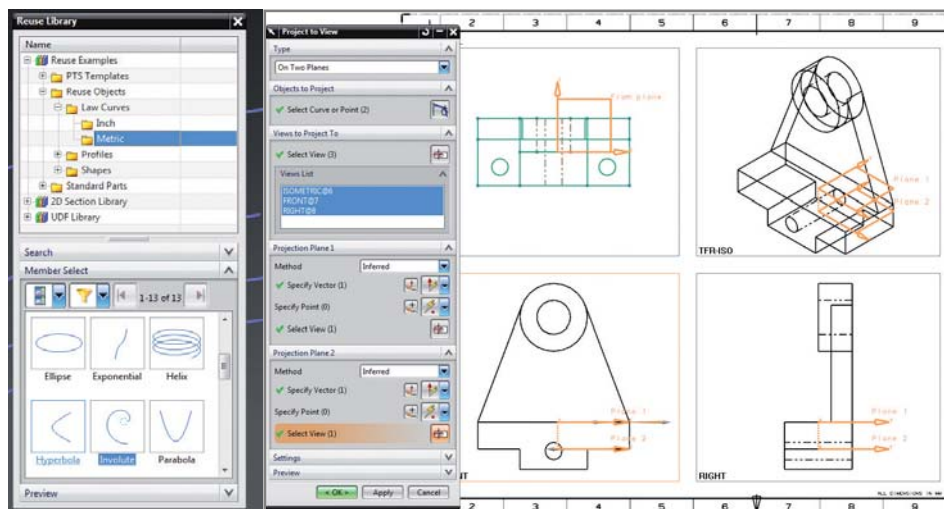 Reuse Library
Name
Reuse Examples
PTS Templates
Reuse Objects
Law Curves
Inch
Metric
Profiles
Shapes
Standard Parts
2D Section Library
UDF Library
Search
Member Select
1-13 of 13
Ellipse Exponential Helix
Hyperbola Involute Parabola
Preview
Project to View
Type
On Two Planes
Objects to Project
Select Curve or Point (2)
Views to Project To
Select View (3)
Views List
ISOMETRIC@6
FRONT@7
RIGHT@8
Projection Plane 1
Method Inferred
Specify Vector (1)
Specify Point (0)
Select View (1)
Projection Plane 2
Method Inferred
Specify Vector (1)
Specify Point (0)
Select View (1)
Settings
Preview
< OK > Apply Cancel
1 2 3 4 5 6 7 8 9
Plane 1
Plane 2
TFR-ISO
Plane 1
Plane 2
NT
Plane 1
Plane 2
RIGHT
ALL DIMENSIONS IN MM
2 3 4 5 6 7 8 9